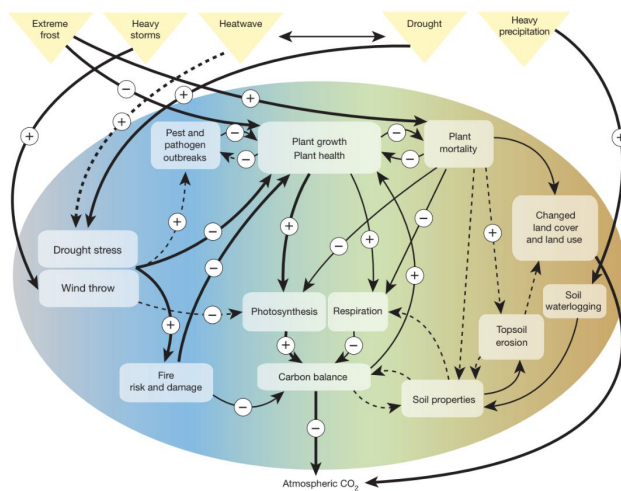 Extreme
frost
Heavy
storms
Heatwave
Drought
Heavy
precipitation
−
+
+
+
+
+
Pest and
pathogen
outbreaks
−
−
Plant growth
Plant health
−
−
Plant
mortality
+
−
−
−
+
−
+
+
Changed
land cover
and land use
Drought stress
Wind throw
−
+
−
Photosynthesis
Respiration
Soil
waterlogging
Topsoil
erosion
+
−
Fire
risk and damage
−
Carbon balance
Soil properties
−
Atmospheric CO₂